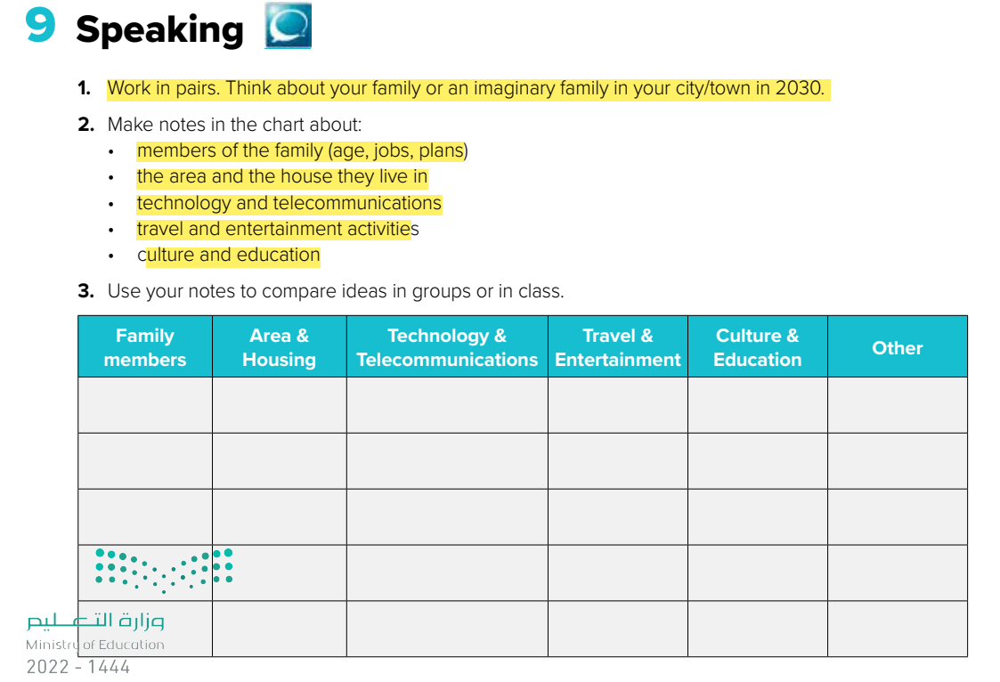 9 Speaking
1. Work in pairs. Think about your family or an imaginary family in your city/town in 2030.
2. Make notes in the chart about:
• members of the family (age, jobs, plans)
• the area and the house they live in
• technology and telecommunications
• travel and entertainment activities
• culture and education
3. Use your notes to compare ideas in groups or in class.
Family members
Area & Housing
Technology & Telecommunications
Travel & Entertainment
Culture & Education
Other
وزارة التعليم
Ministry of Education
2022 - 1444